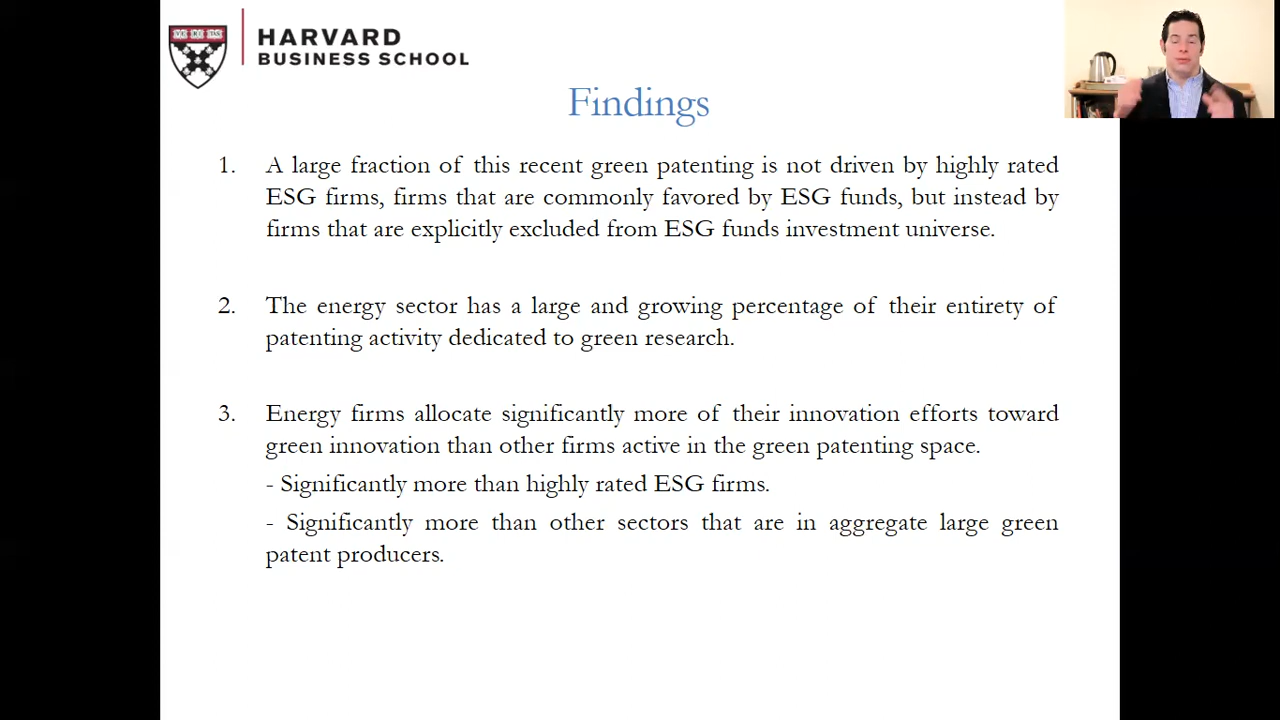 HARVARD
BUSINESS SCHOOL
Findings
1. A large fraction of this recent green patenting is not driven by highly rated
ESG firms, firms that are commonly favored by ESG funds, but instead by
firms that are explicitly excluded from ESG funds investment universe.
2. The energy sector has a large and growing percentage of their entirety of
patenting activity dedicated to green research.
3. Energy firms allocate significantly more of their innovation efforts toward
green innovation than other firms active in the green patenting space.
- Significantly more than highly rated ESG firms.
- Significantly more than other sectors that are in aggregate large green
patent producers.